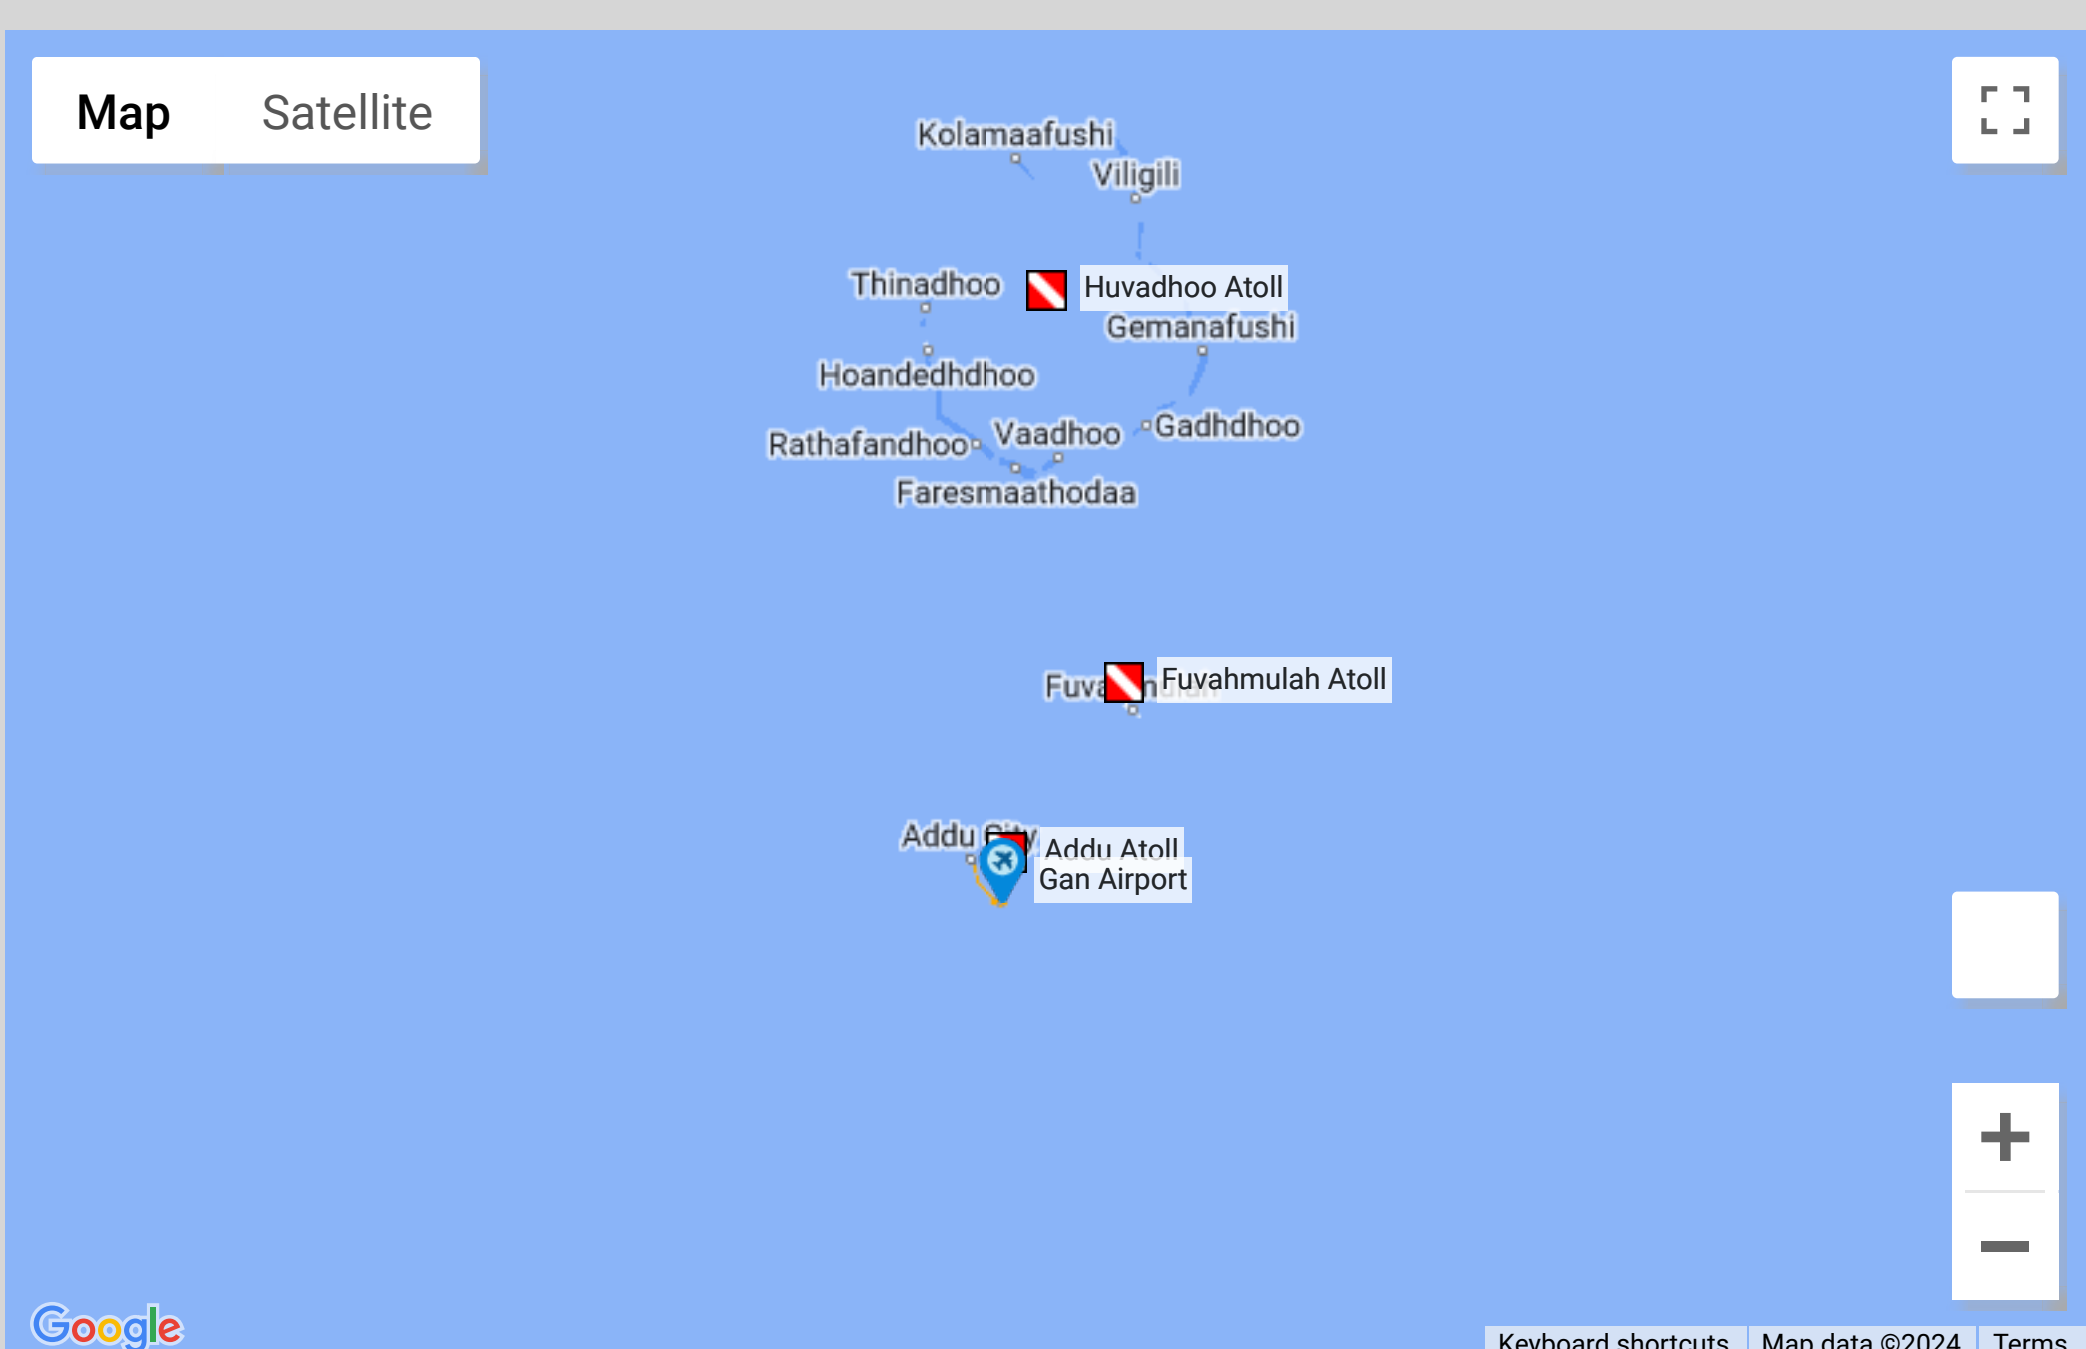 Map
Satellite
Kolamaafushi
Viligili
Thinadhoo
Huvadhoo Atoll
Gemanafushi
Hoandedhdhoo
Rathafandhoo
Vaadhoo
Gadhdhoo
Faresmaathodaa
Fuvahmulah Atoll
Addu City
Addu Atoll
Gan Airport
Google
Keyboard shortcuts
Map data ©2024
Terms